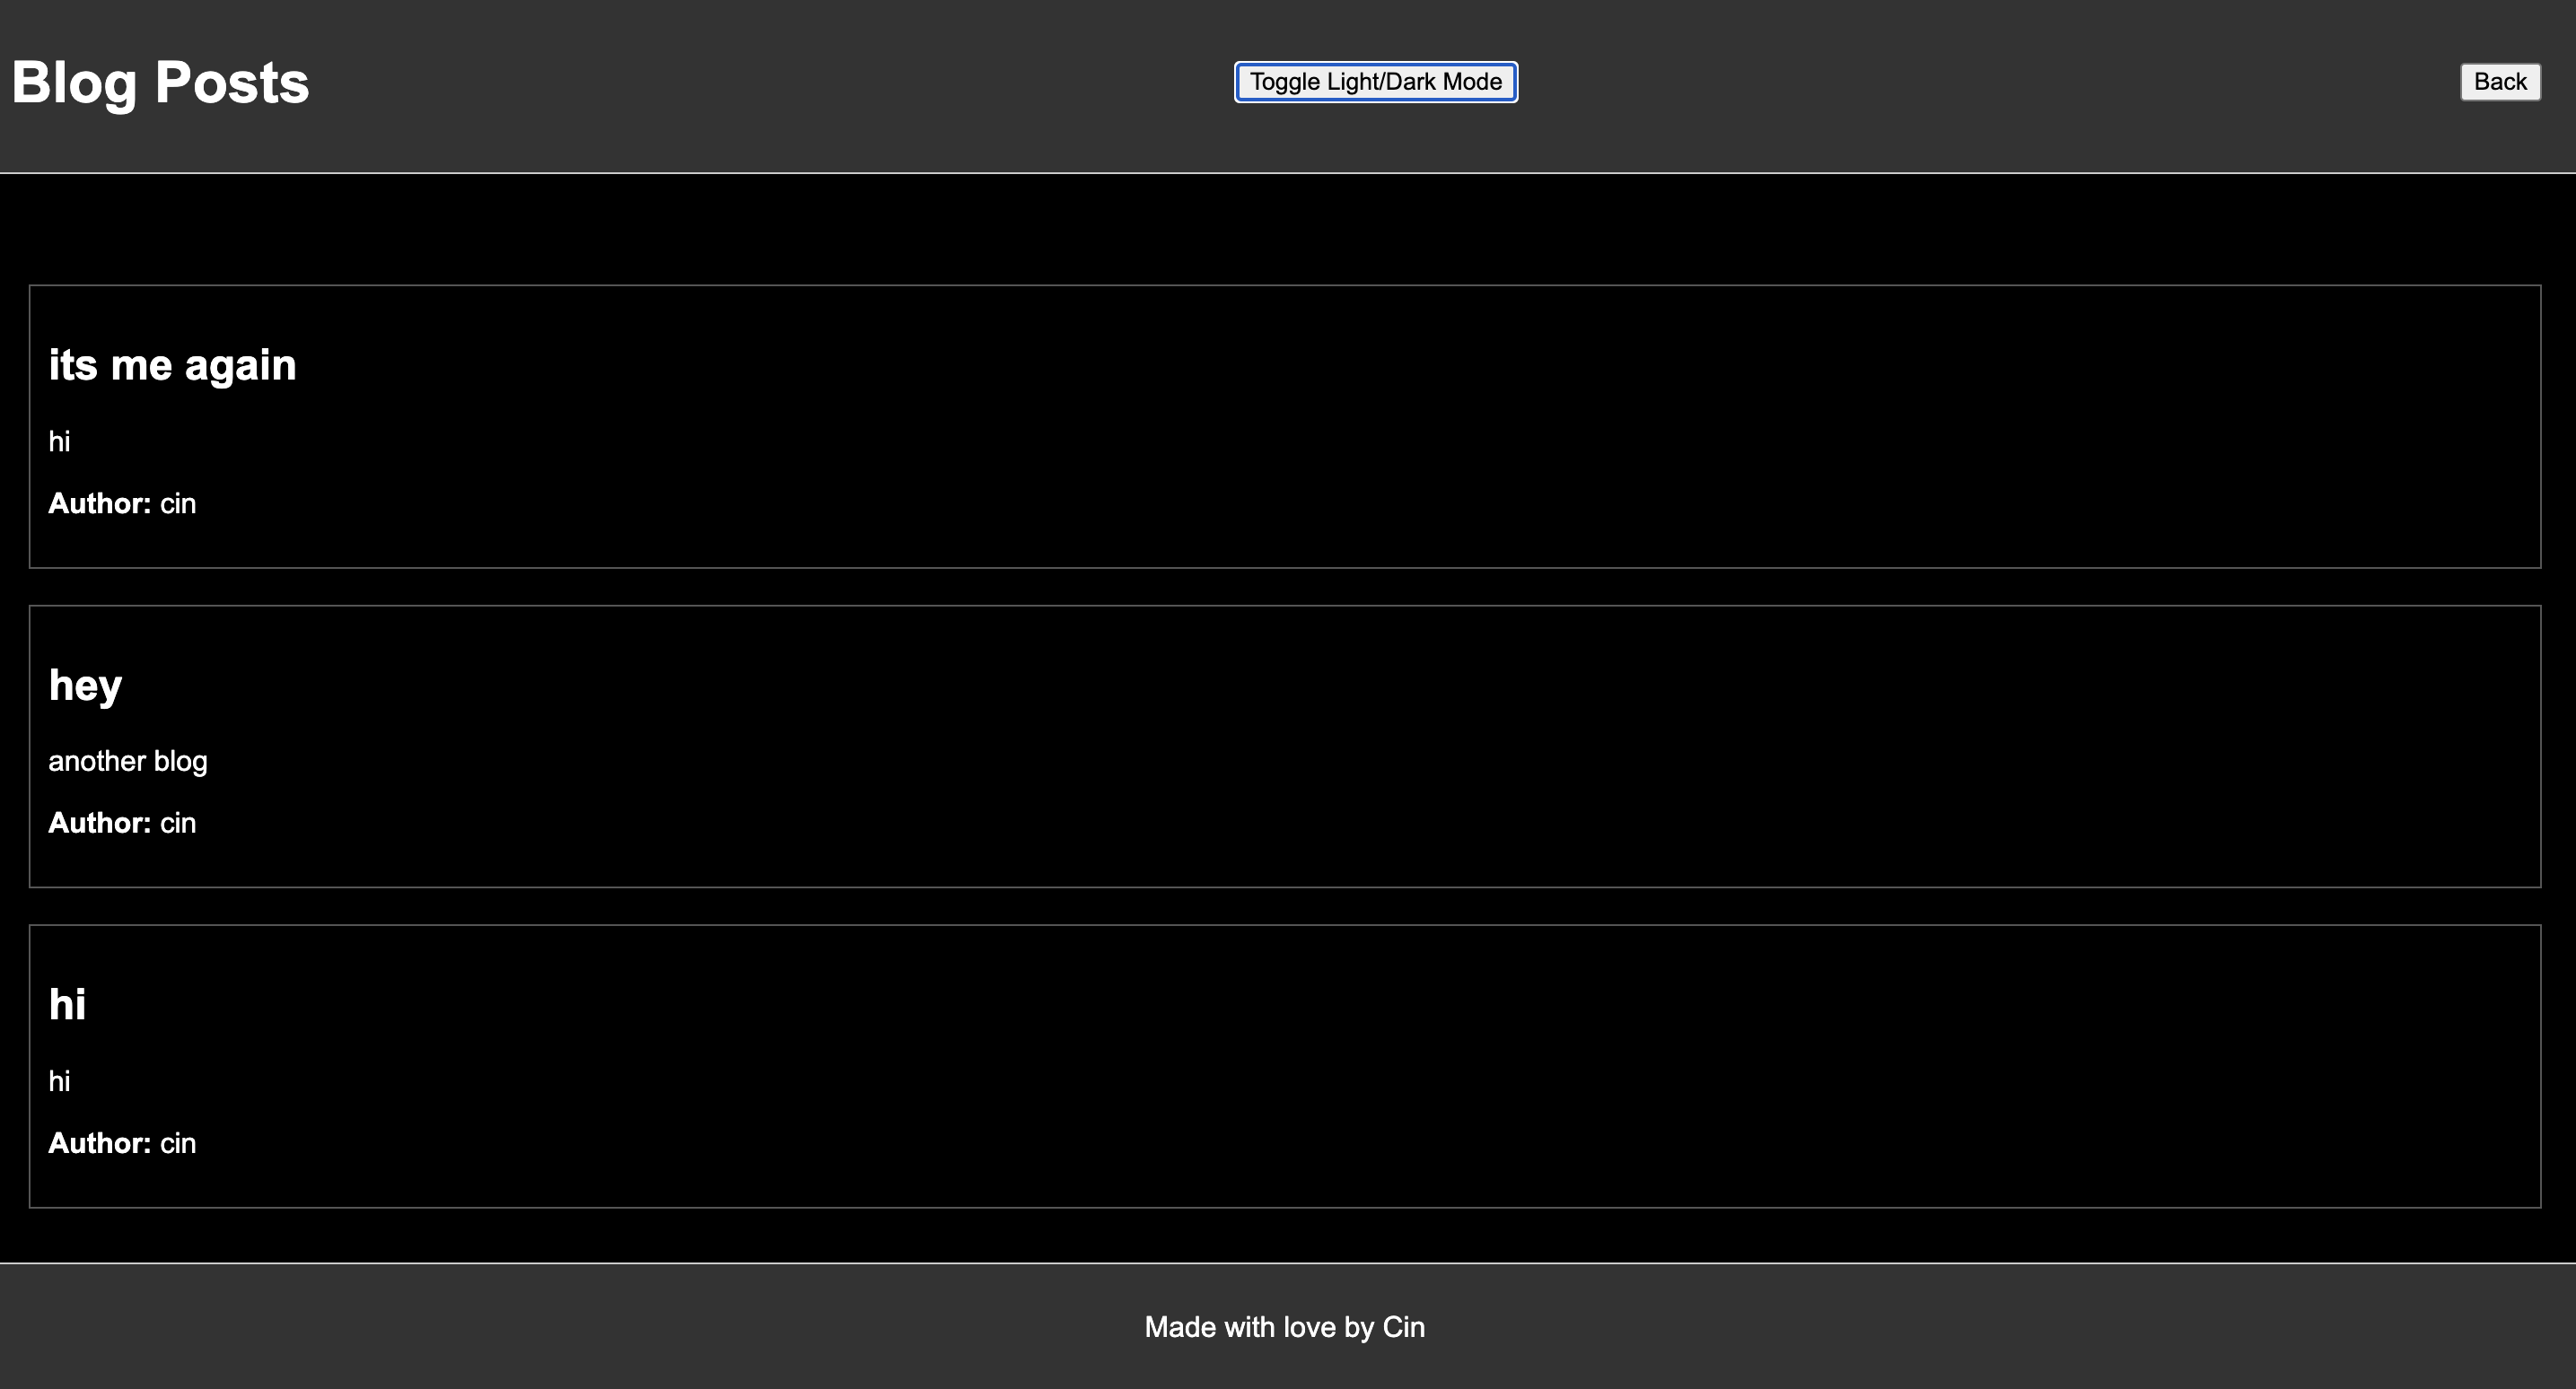 Blog Posts
Toggle Light/Dark Mode
Back
its me again
hi
Author: cin
hey
another blog
Author: cin
hi
hi
Author: cin
Made with love by Cin